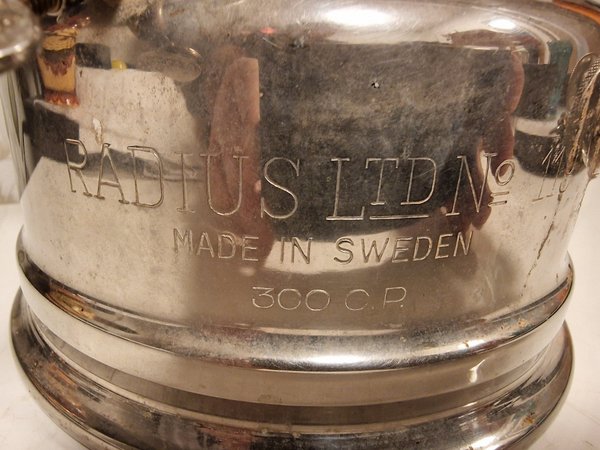 RADIUS LTD Nº
MADE IN SWEDEN
300 C.P.